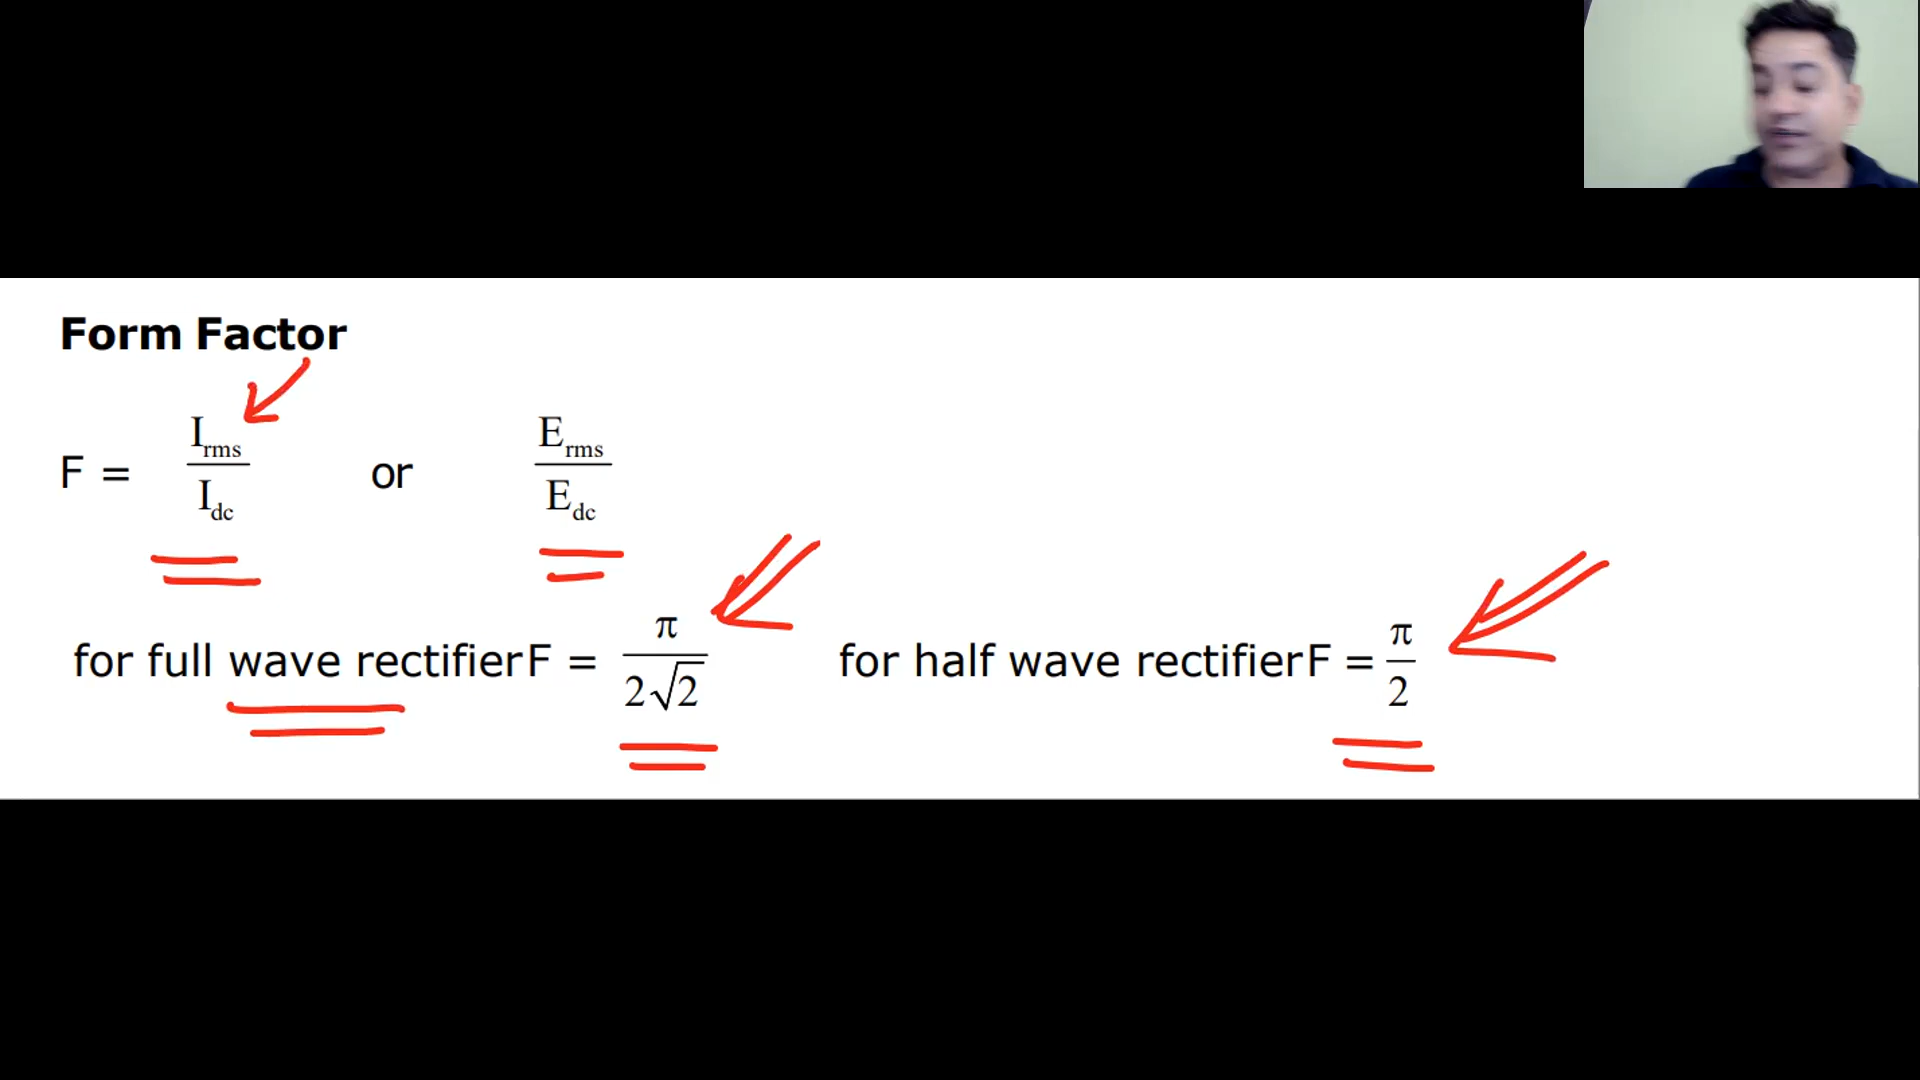 Form Factor
F = I_rms / I_dc or E_rms / E_dc
for full wave rectifier F = π / 2√2 for half wave rectifier F = π / 2